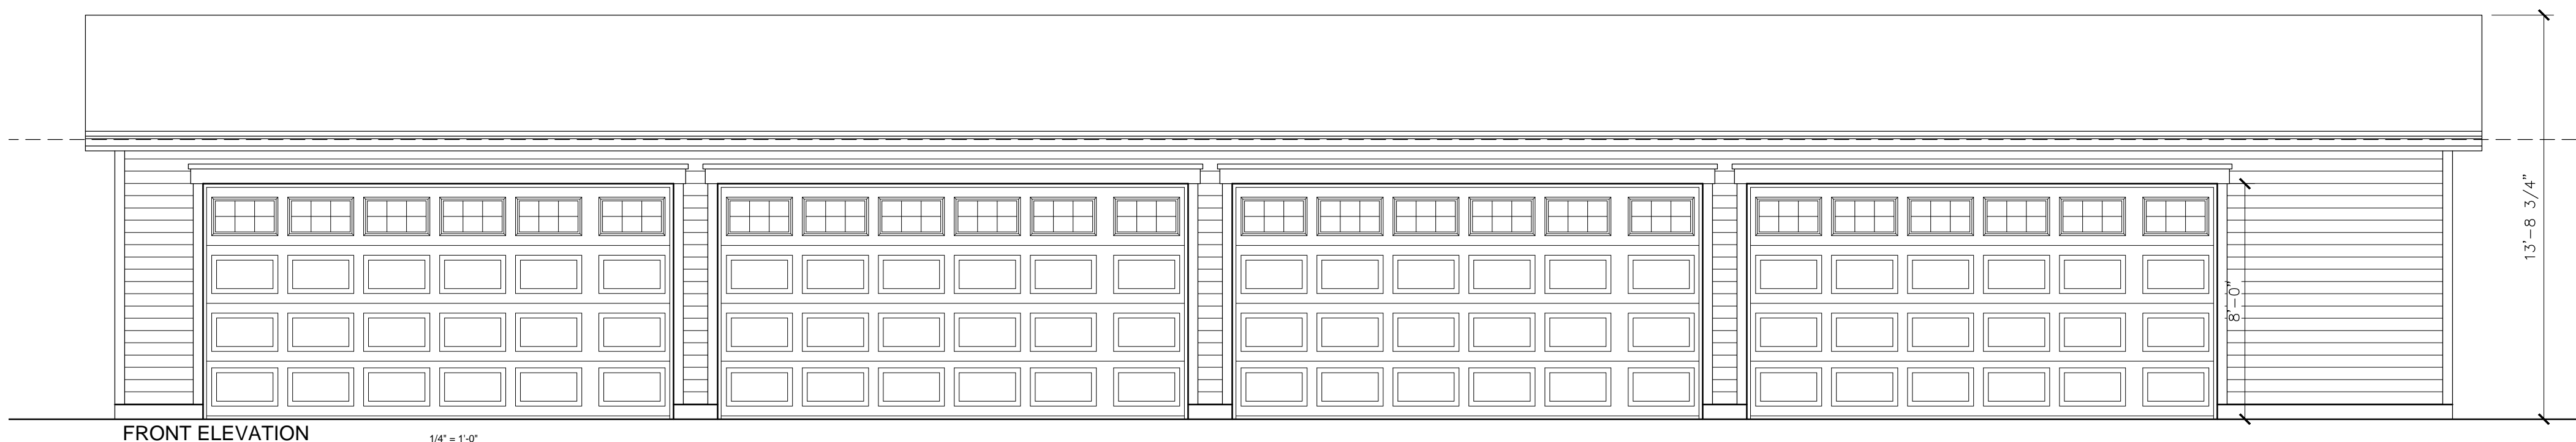 13'-8 3/4"
8'-0"
FRONT ELEVATION
1/4" = 1'-0"